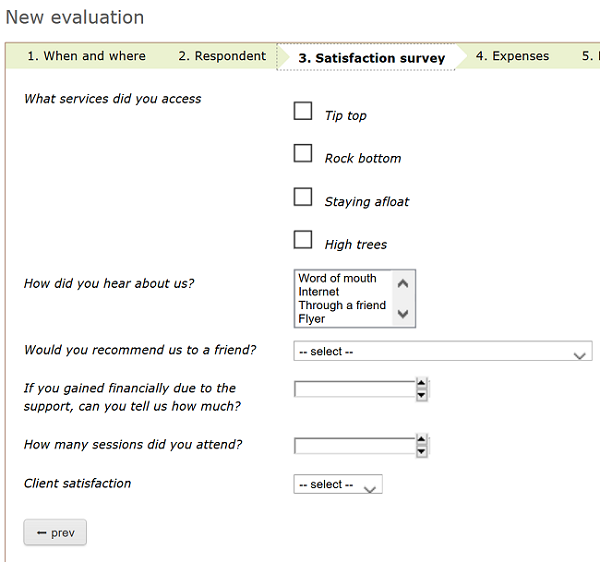 New evaluation
1. When and where 2. Respondent 3. Satisfaction survey 4. Expenses 5.
What services did you access
Tip top
Rock bottom
Staying afloat
High trees
How did you hear about us?
Word of mouth
Internet
Through a friend
Flyer
Would you recommend us to a friend?
-- select --
If you gained financially due to the
support, can you tell us how much?
How many sessions did you attend?
Client satisfaction
-- select --
← prev